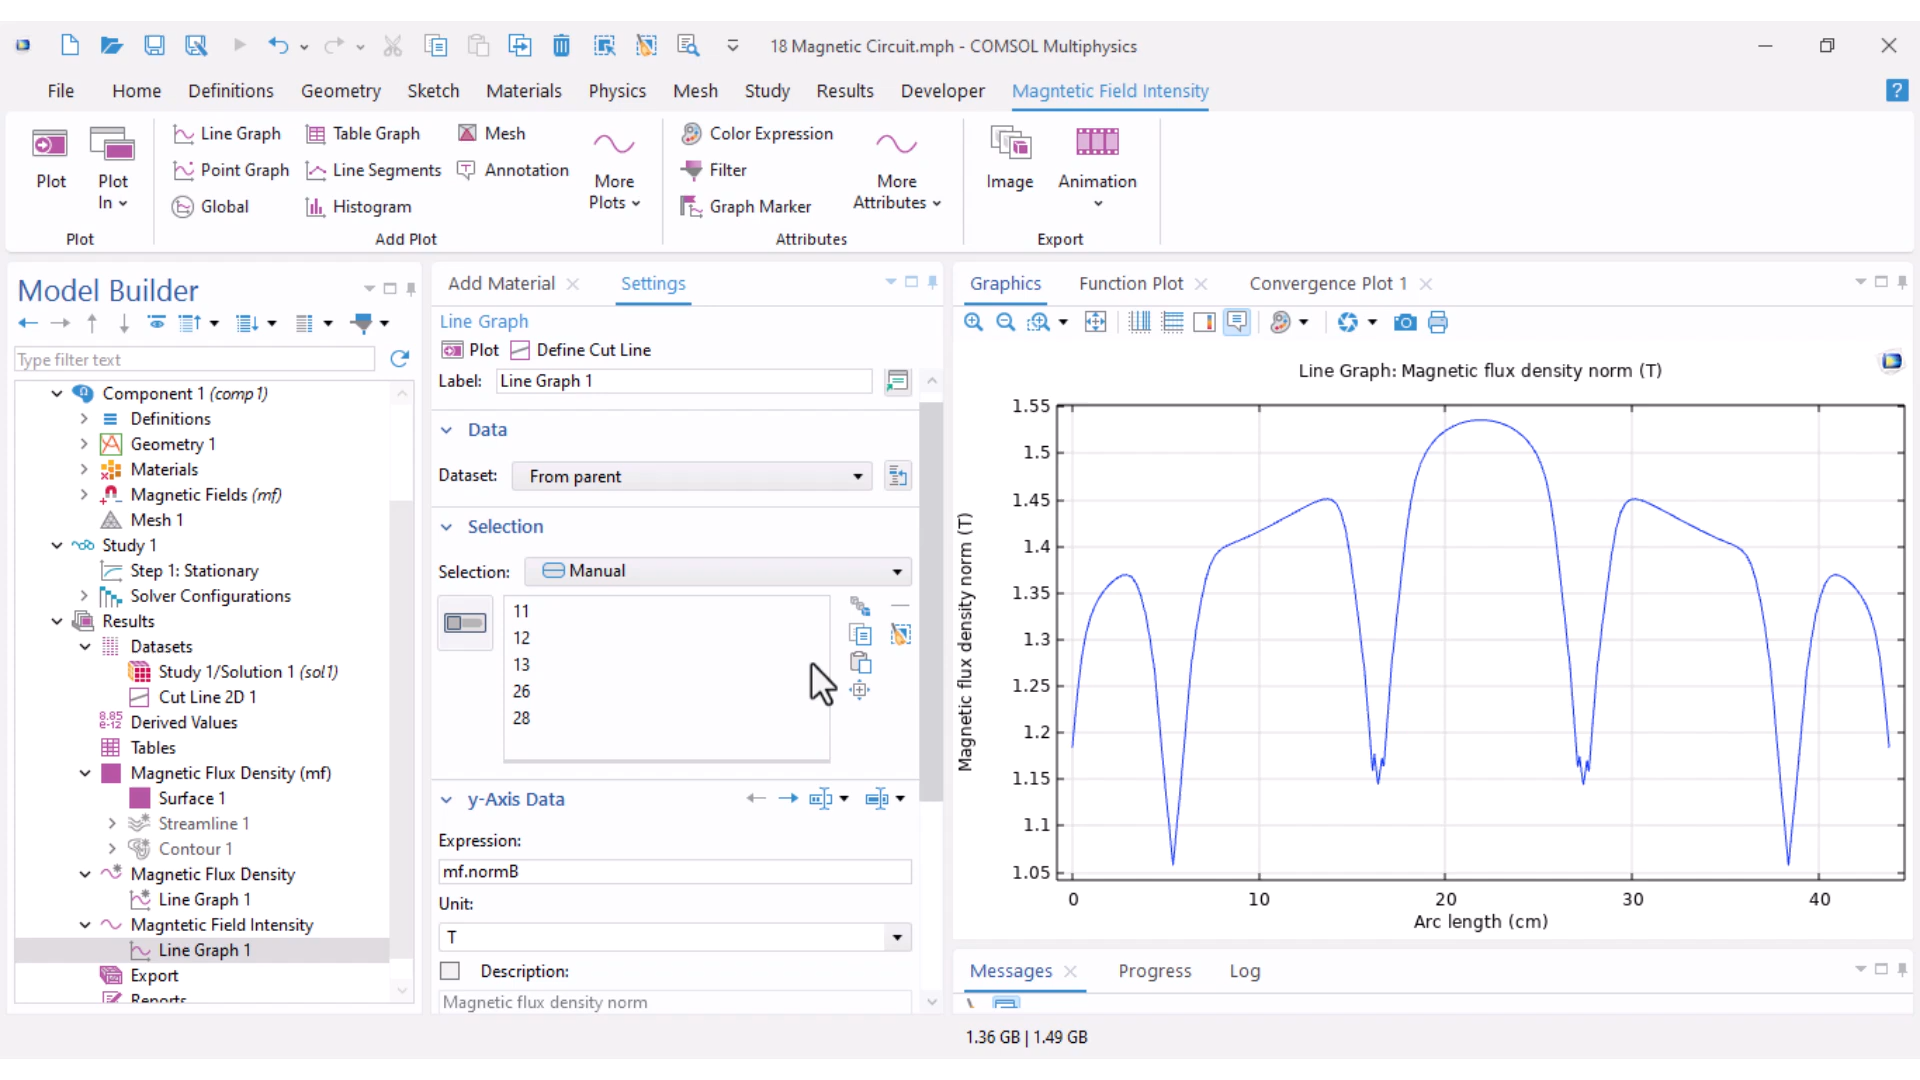 18 Magnetic Circuit.mph - COMSOL Multiphysics
File Home Definitions Geometry Sketch Materials Physics Mesh Study Results Developer Magntetic Field Intensity ?
Line Graph Table Graph Mesh Color Expression
Point Graph Line Segments Annotation Filter
Plot Plot In More Plots More Attributes Image Animation
Global Histogram Graph Marker
Plot Add Plot Attributes Export
Model Builder
Type filter text
Component 1 (comp1)
Definitions
Geometry 1
Materials
Magnetic Fields (mf)
Mesh 1
Study 1
Step 1: Stationary
Solver Configurations
Results
Datasets
Study 1/Solution 1 (sol1)
Cut Line 2D 1
8.85
e-12
Derived Values
Tables
Magnetic Flux Density (mf)
Surface 1
Streamline 1
Contour 1
Magnetic Flux Density
Line Graph 1
Magntetic Field Intensity
Line Graph 1
Export
Reports
Add Material Settings
Line Graph
Plot Define Cut Line
Label: Line Graph 1
Data
Dataset: From parent
Selection
Selection: Manual
11
12
13
26
28
y-Axis Data
Expression:
mf.normB
Unit:
T
Description:
Magnetic flux density norm
Graphics Function Plot Convergence Plot 1
Line Graph: Magnetic flux density norm (T)
1.55
1.5
1.45
1.4
1.35
1.3
1.25
1.2
1.15
1.1
1.05
Magnetic flux density norm (T)
0 10 20 30 40
Arc length (cm)
Messages Progress Log
1.36 GB | 1.49 GB